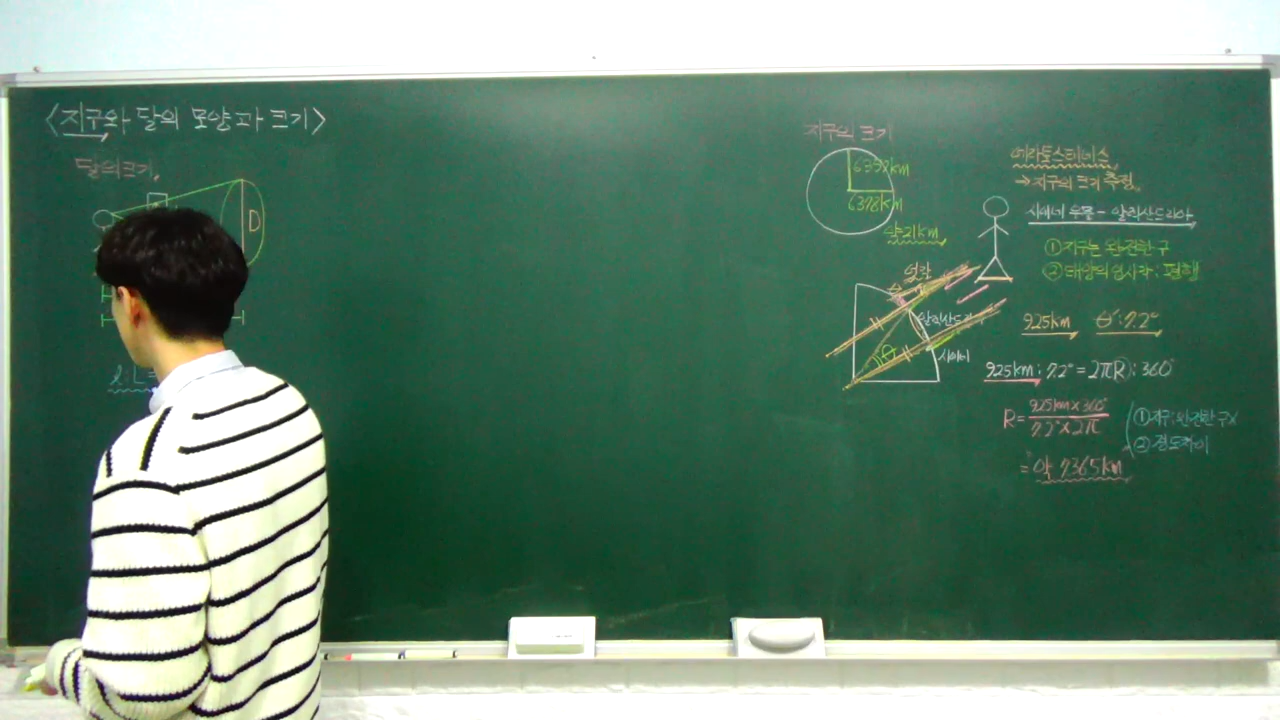 <지구와 달의 모양과 크기>
달의 크기
D
지구의 크기
6378km
약 21km
에라토스테네스
→ 지구의 크기 추정
시에네 우물 - 알렉산드리아
① 지구는 완전한 구
② 태양의 입사각 : 평행
알렉산드리아
시에네
925km θ' : 7.2°
925km : 7.2° = 2πR : 360°
R = 925km × 360° / 7.2° × 2π
① 지구 : 완전한 구 X
② 경도차이
= 약 7365km